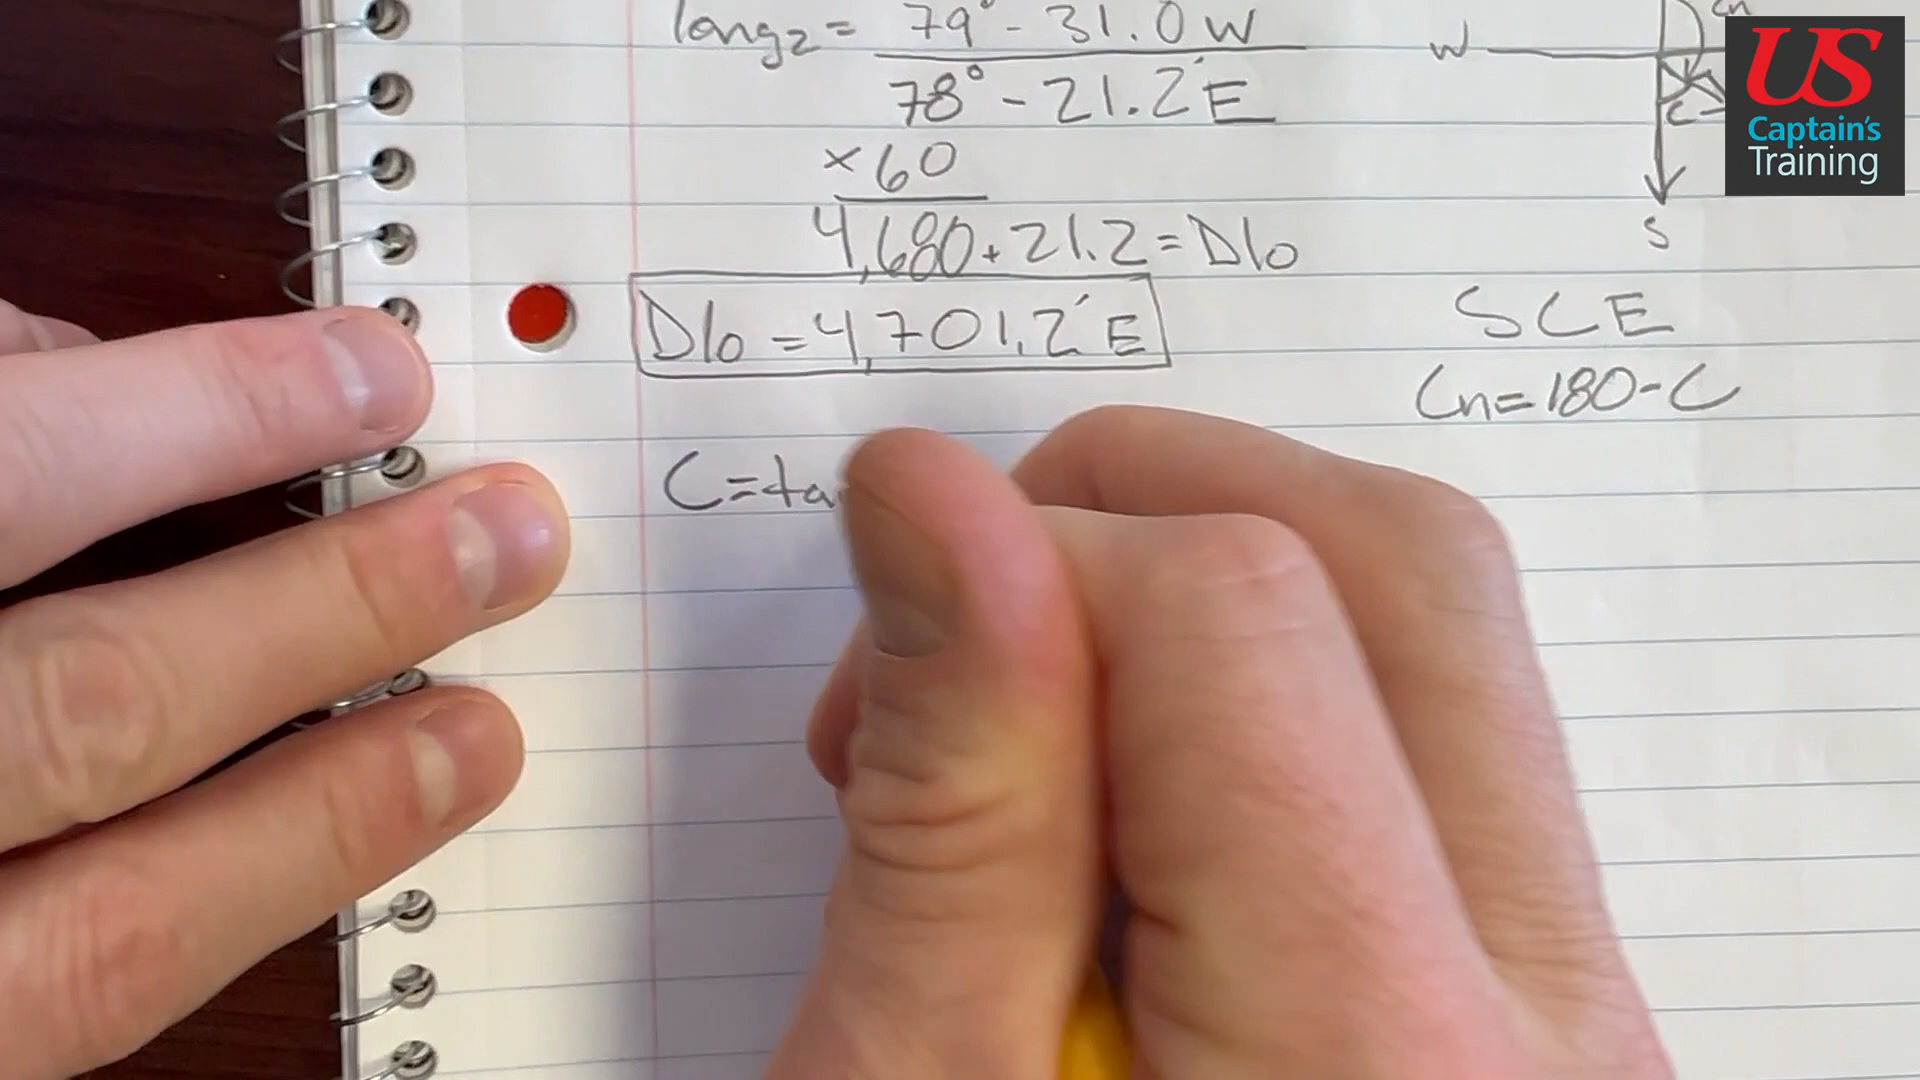 long2 = 79° - 31.0 W
78° - 21.2' E
× 60
4,680 + 21.2 = Dlo
Dlo = 4,701.2' E
C = ta
W
Cn
C
S
S C E
Cn = 180 - C
US
Captain's
Training